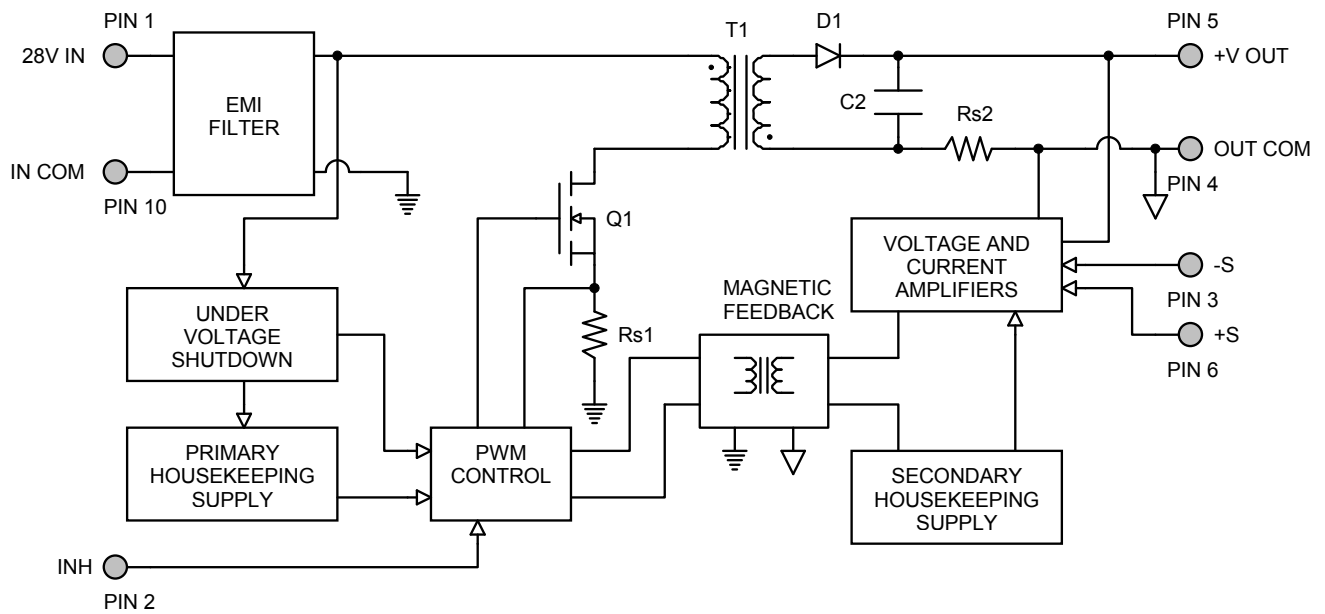 PIN 1
28V IN
EMI
FILTER
IN COM
PIN 10
T1
D1
C2
Rs2
PIN 5
+V OUT
OUT COM
PIN 4
Q1
Rs1
UNDER
VOLTAGE
SHUTDOWN
PRIMARY
HOUSEKEEPING
SUPPLY
PWM
CONTROL
MAGNETIC
FEEDBACK
VOLTAGE AND
CURRENT
AMPLIFIERS
-S
PIN 3
+S
PIN 6
SECONDARY
HOUSEKEEPING
SUPPLY
INH
PIN 2